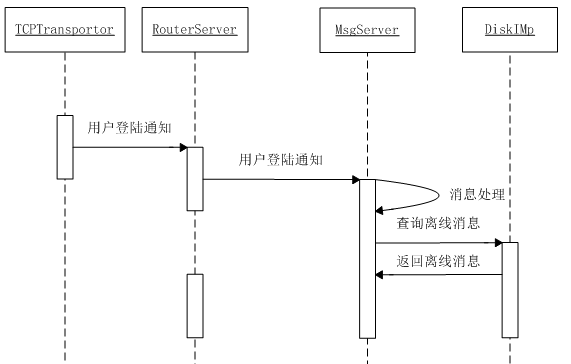 TCPTransportor
RouterServer
MsgServer
DiskIMp
用户登陆通知
用户登陆通知
消息处理
查询离线消息
返回离线消息